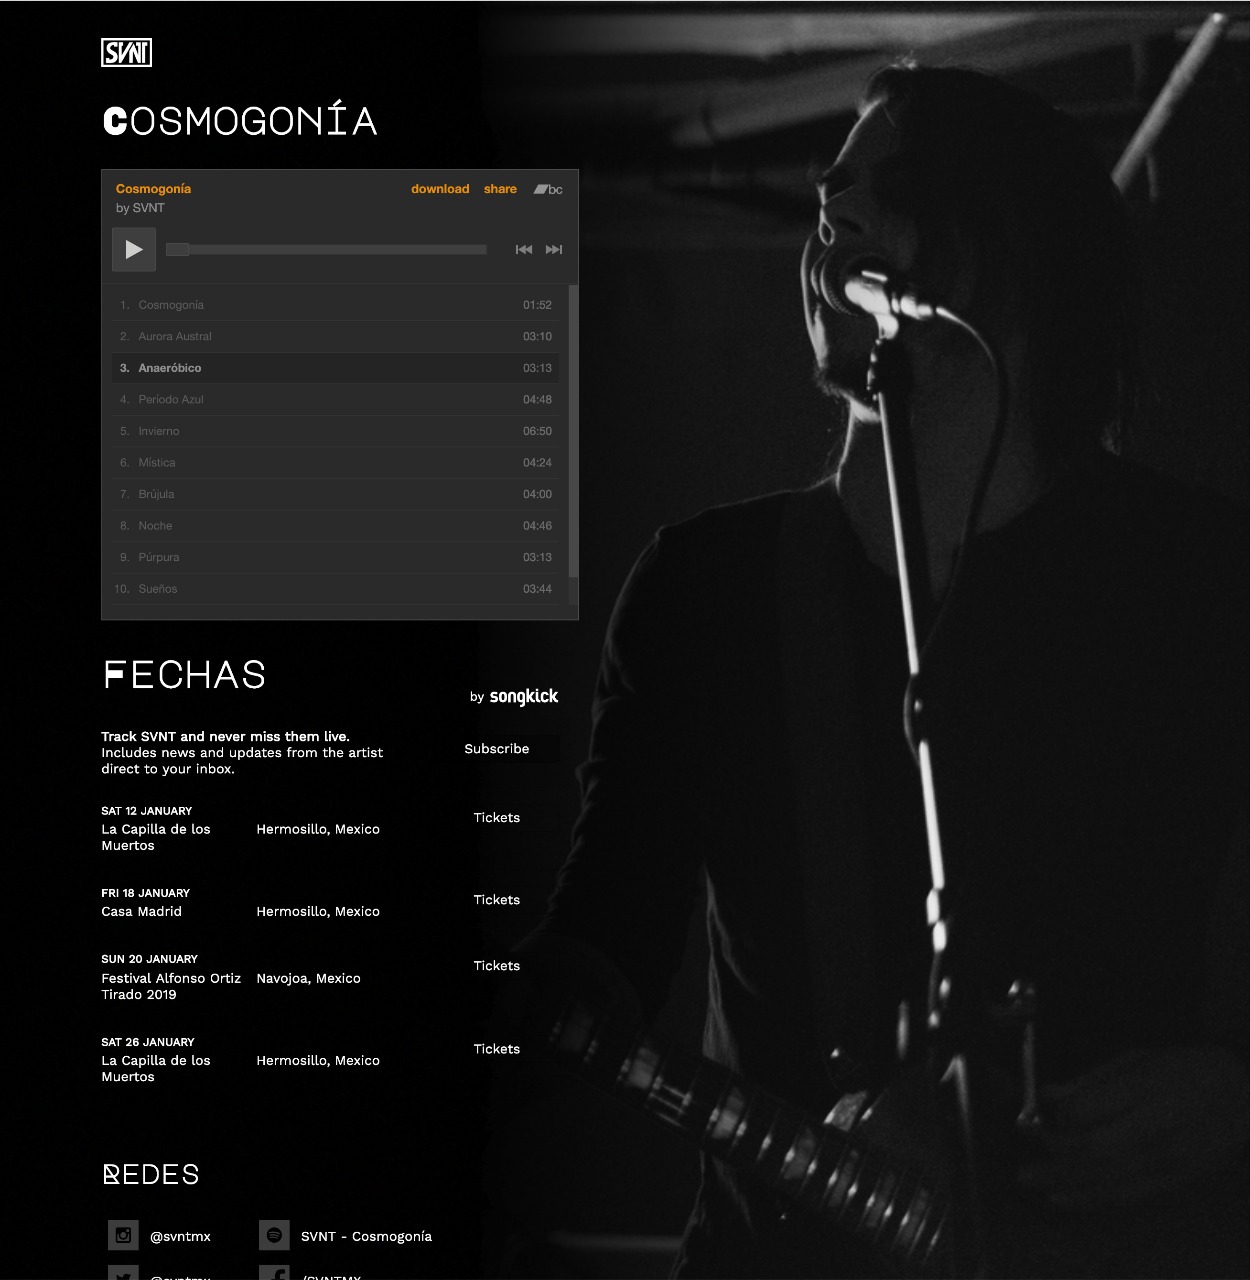 SVNT
COSMOGONÍA
Cosmogonía download share bc
by SVNT
1. Cosmogonía 01:52
2. Aurora Austral 03:10
3. Anaeróbico 03:13
4. Periodo Azul 04:48
5. Invierno 06:50
6. Mística 04:24
7. Brújula 04:00
8. Noche 04:46
9. Púrpura 03:13
10. Sueños 03:44
FECHAS
by songkick
Track SVNT and never miss them live.
Includes news and updates from the artist
direct to your inbox.
Subscribe
SAT 12 JANUARY
La Capilla de los
Muertos
Hermosillo, Mexico
Tickets
FRI 18 JANUARY
Casa Madrid
Hermosillo, Mexico
Tickets
SUN 20 JANUARY
Festival Alfonso Ortiz
Tirado 2019
Navojoa, Mexico
Tickets
SAT 26 JANUARY
La Capilla de los
Muertos
Hermosillo, Mexico
Tickets
REDES
@svntmx SVNT - Cosmogonía
@svntmx /SVNTMX